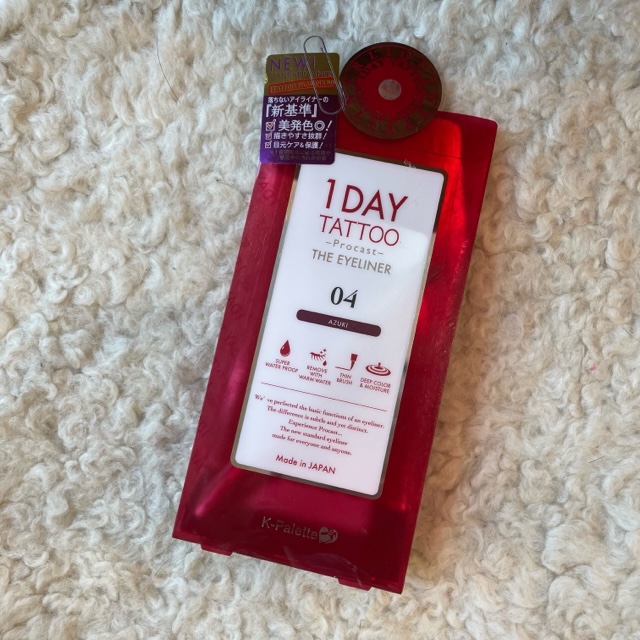 NEW!
落ちないアイライナーの
『新基準』
美発色◎!
描きやすさ抜群!
目元ケア&保護!
1DAY
TATTOO
–Procast–
THE EYELINER
04
AZUKI
SUPER
WATER PROOF
REMOVE
WITH
WARM WATER
THIN
BRUSH
DEEP COLOR
& MOISTURE
We' ve perfected the basic functions of an eyeliner.
The difference is subtle and yet distinct.
Experience Procast.
The new standard eyeliner
made for everyone and anyone.
Made in JAPAN
K-Palette